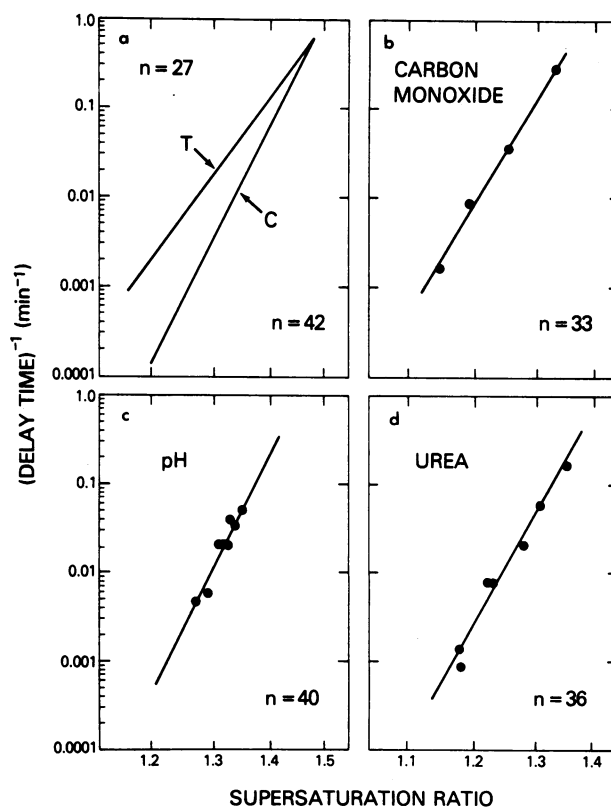 (DELAY TIME)⁻¹ (min⁻¹)
a
n = 27
T
C
n = 42
1.0
0.1
0.01
0.001
0.0001
b
CARBON
MONOXIDE
n = 33
c
pH
n = 40
1.0
0.1
0.01
0.001
0.0001
1.2 1.3 1.4 1.5
d
UREA
n = 36
1.1 1.2 1.3 1.4
SUPERSATURATION RATIO